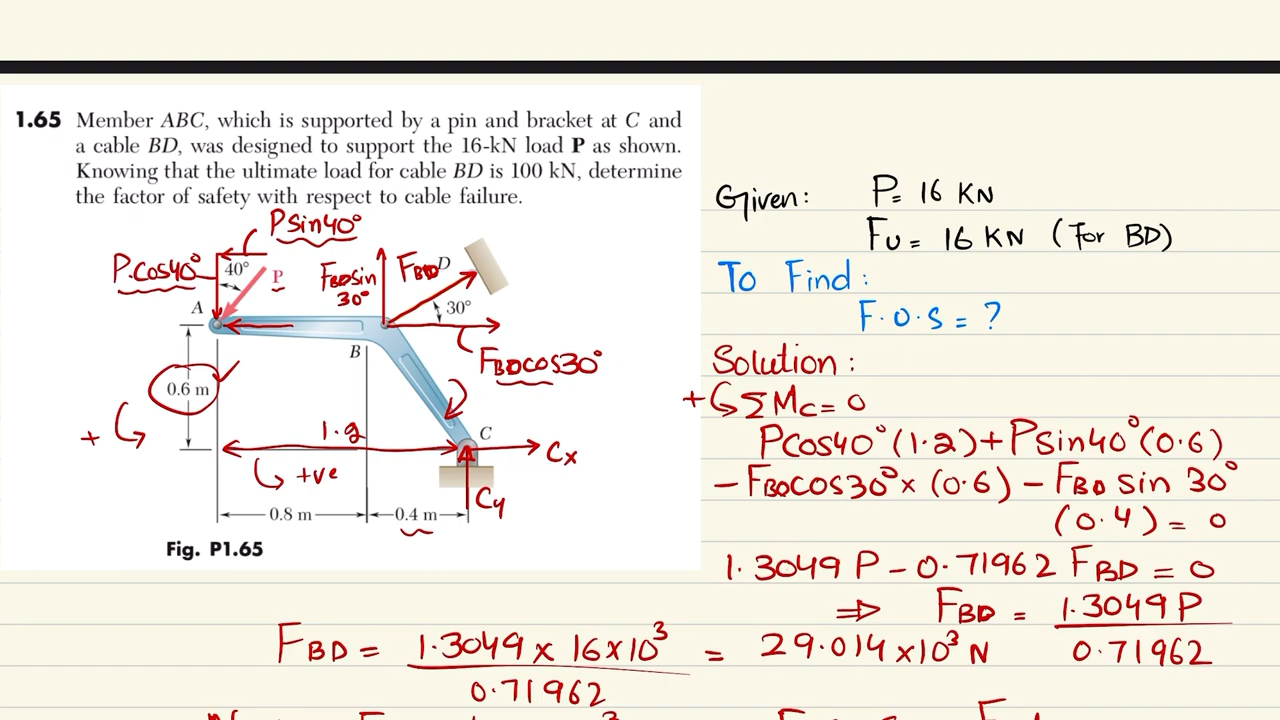 1.65 Member ABC, which is supported by a pin and bracket at C and
a cable BD, was designed to support the 16-kN load P as shown.
Knowing that the ultimate load for cable BD is 100 kN, determine
the factor of safety with respect to cable failure.
Psin40°
P.cos40°
40°
P
FBD sin
30°
FBD
D
A
30°
B
FBDcos30°
0.6 m
+
1.2
C
Cx
+ve
Cy
0.8 m
0.4 m
Fig. P1.65
Given: P= 16 KN
Fu= 16 KN (for BD)
To Find:
F.O.S = ?
Solution:
+ ΣMc = 0
Pcos40°(1.2)+Psin40°(0.6)
-FBDcos30°×(0.6) - FBD sin 30°
(0.4) = 0
1.3049 P - 0.71962 FBD = 0
⇒ FBD = 1.3049 P
0.71962
FBD = 1.3049 × 16×10³ = 29.014×10³ N
0.71962